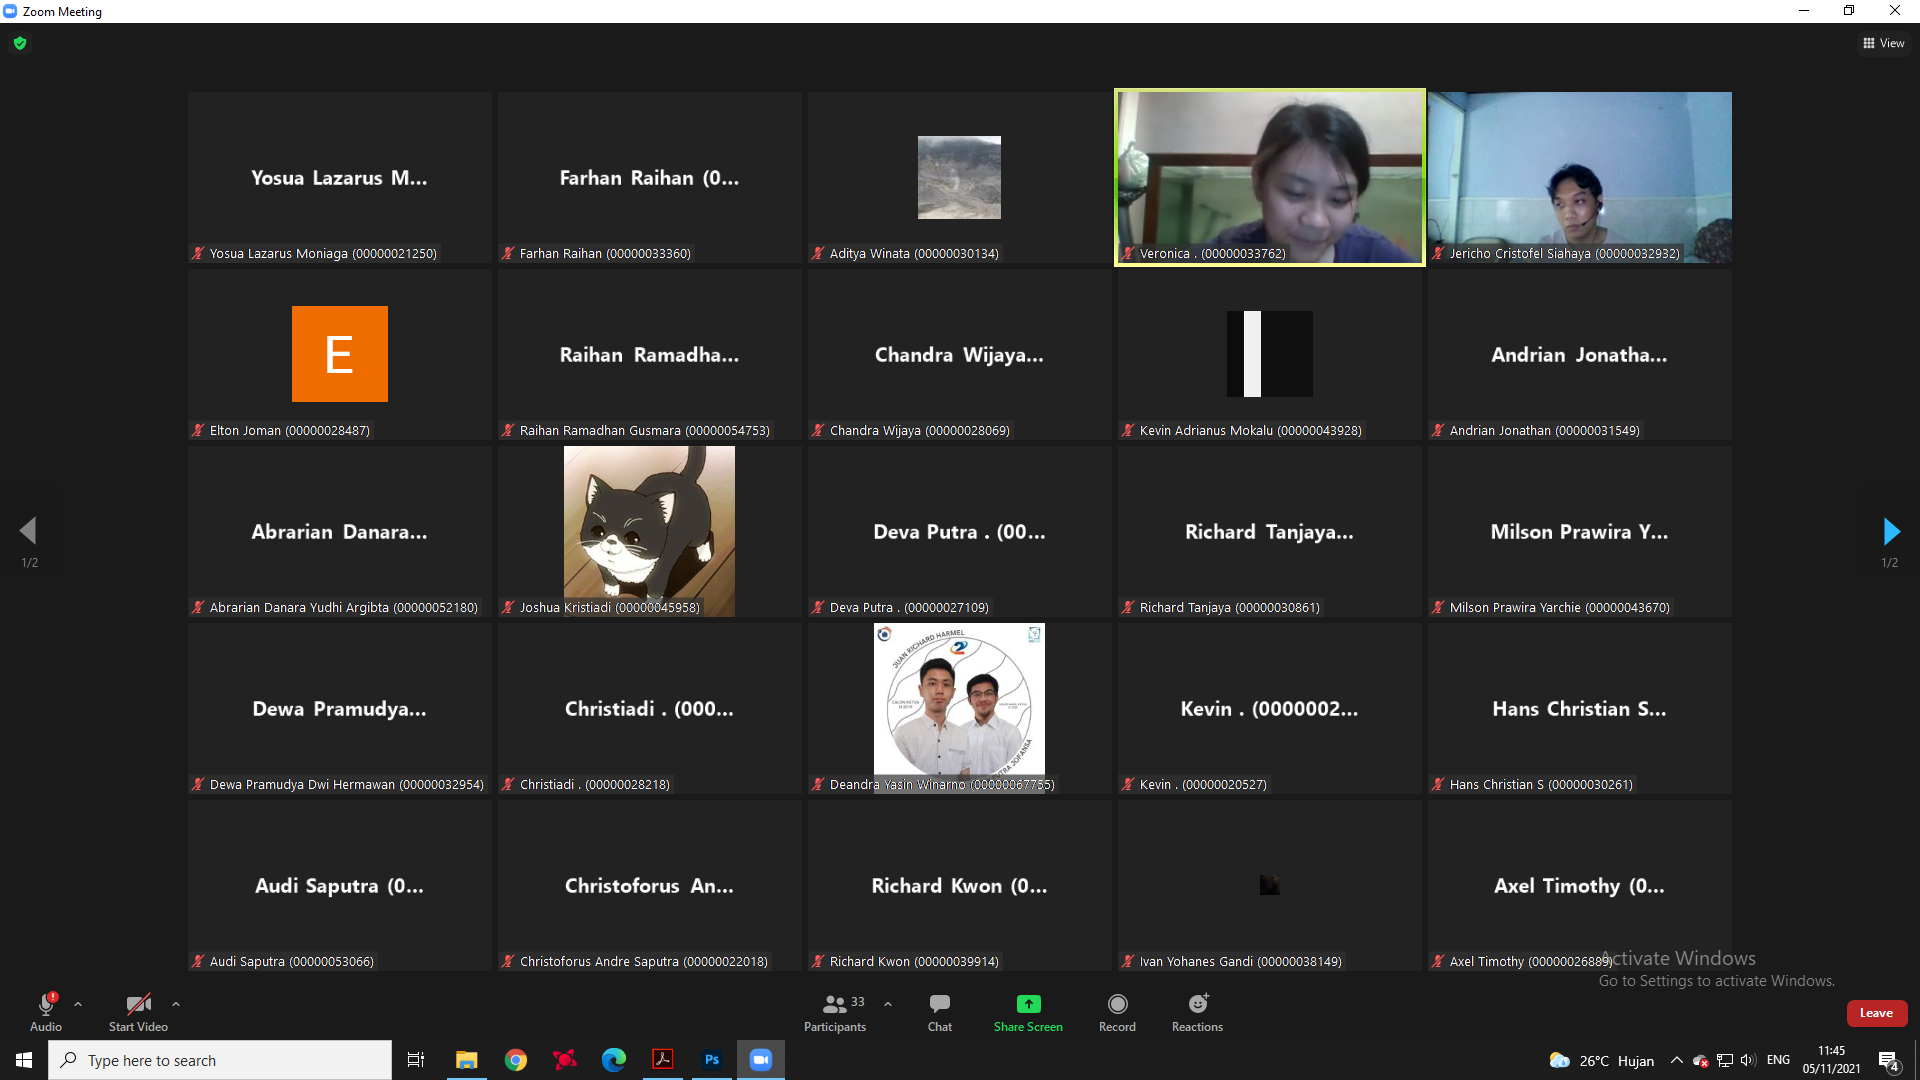 Zoom Meeting
View
Yosua Lazarus M...
Yosua Lazarus Moniaga (00000021250)
Farhan Raihan (0...
Farhan Raihan (00000033360)
Aditya Winata (00000030134)
Veronica . (00000033762)
Jericho Cristofel Siahaya (00000032932)
E
Elton Joman (00000028487)
Raihan Ramadha...
Raihan Ramadhan Gusmara (00000054753)
Chandra Wijaya...
Chandra Wijaya (00000028069)
Kevin Adrianus Mokalu (00000043928)
Andrian Jonatha...
Andrian Jonathan (00000031549)
1/2
Abrarian Danara...
Abrarian Danara Yudhi Argibta (00000052180)
Joshua Kristiadi (00000045958)
Deva Putra . (00...
Deva Putra . (00000027109)
Richard Tanjaya...
Richard Tanjaya (00000030861)
Milson Prawira Y...
Milson Prawira Yarchie (00000043670)
1/2
Dewa Pramudya...
Dewa Pramudya Dwi Hermawan (00000032954)
Christiadi . (000...
Christiadi . (00000028218)
JUAN RICHARD HARMEL
2
Deandra Yasin Winarno (00000067755)
Kevin . (0000002...
Kevin . (00000020527)
Hans Christian S...
Hans Christian S (00000030261)
Audi Saputra (0...
Audi Saputra (00000053066)
Christoforus An...
Christoforus Andre Saputra (00000022018)
Richard Kwon (0...
Richard Kwon (00000039914)
Ivan Yohanes Gandi (00000038149)
Axel Timothy (0...
Axel Timothy (00000026889)
Activate Windows
Go to Settings to activate Windows.
Audio
Start Video
33
Participants
Chat
Share Screen
Record
Reactions
Leave
Type here to search
Ps
26°C Hujan
ENG
11:45
05/11/2021
4